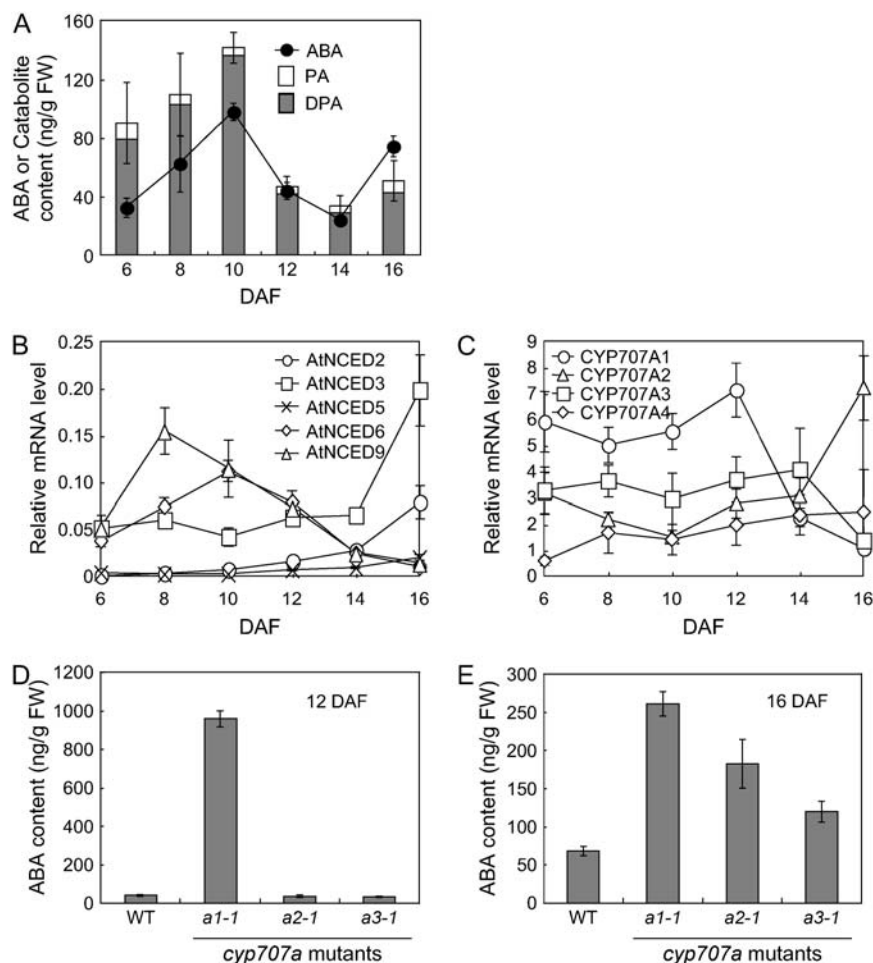 A
ABA or Catabolite
content (ng/g FW)
160
120
80
40
0
ABA
PA
DPA
6 8 10 12 14 16
DAF
B
Relative mRNA level
0.25
0.20
0.15
0.10
0.05
0
AtNCED2
AtNCED3
AtNCED5
AtNCED6
AtNCED9
6 8 10 12 14 16
DAF
C
Relative mRNA level
9
8
7
6
5
4
3
2
1
0
CYP707A1
CYP707A2
CYP707A3
CYP707A4
6 8 10 12 14 16
DAF
D
ABA content (ng/g FW)
1200
1000
800
600
400
200
0
12 DAF
WT a1-1 a2-1 a3-1
cyp707a mutants
E
ABA content (ng/g FW)
300
250
200
150
100
50
0
16 DAF
WT a1-1 a2-1 a3-1
cyp707a mutants